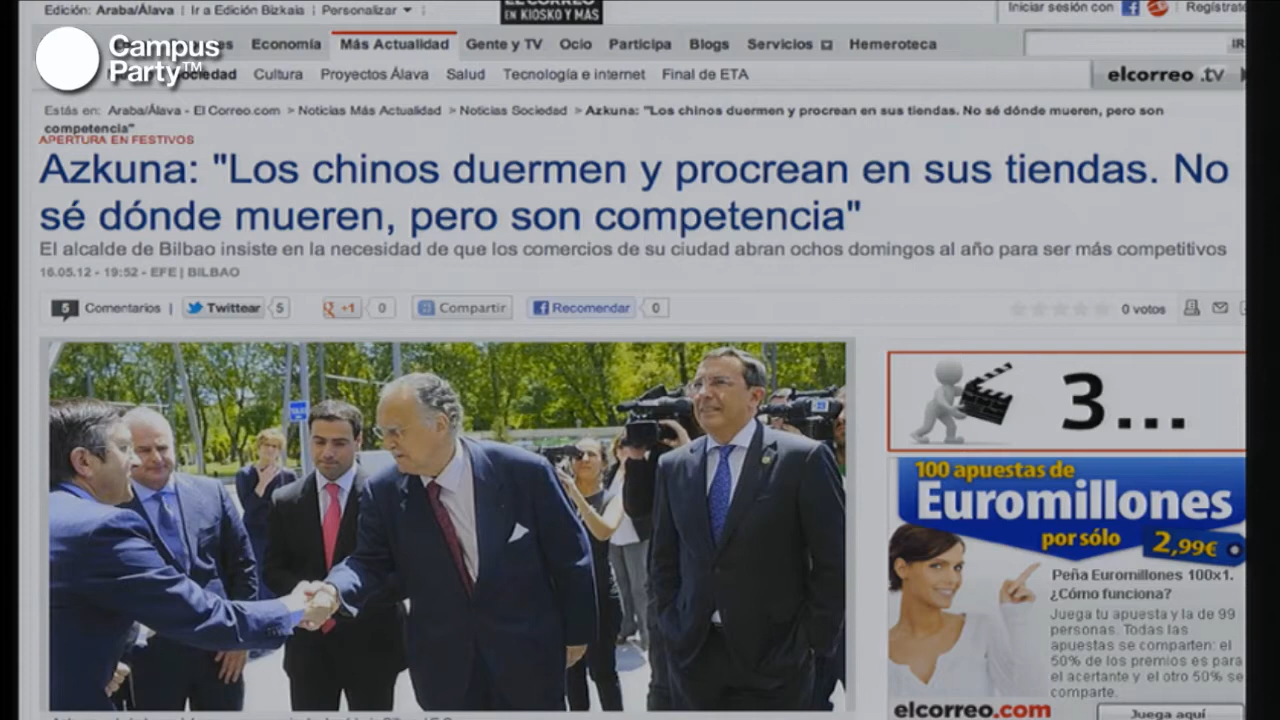 Edición: Araba/Álava | Ir a Edición Bizkaia | Personalizar
EN KIOSKO Y MÁS
Iniciar sesión con Regístrate
Campus
Party™
Economía Más Actualidad Gente y TV Ocio Participa Blogs Servicios Hemeroteca
Sociedad Cultura Proyectos Álava Salud Tecnología e internet Final de ETA
elcorreo.tv
Estás en: Araba/Álava - El Correo.com > Noticias Más Actualidad > Noticias Sociedad > Azkuna: "Los chinos duermen y procrean en sus tiendas. No sé dónde mueren, pero son
competencia"
APERTURA EN FESTIVOS
Azkuna: "Los chinos duermen y procrean en sus tiendas. No
sé dónde mueren, pero son competencia"
El alcalde de Bilbao insiste en la necesidad de que los comercios de su ciudad abran ochos domingos al año para ser más competitivos
16.05.12 - 19:52 - EFE | BILBAO
5 Comentarios | Twittear 5 +1 0 Compartir Recomendar 0
0 votos
3...
100 apuestas de
Euromillones
por sólo 2,99€
Peña Euromillones 100x1.
¿Cómo funciona?
Juega tu apuesta y la de 99
personas. Todas las
apuestas se comparten: el
50% de los premios es para
el acertante y el otro 50% se
comparte.
elcorreo.com
Juega aquí